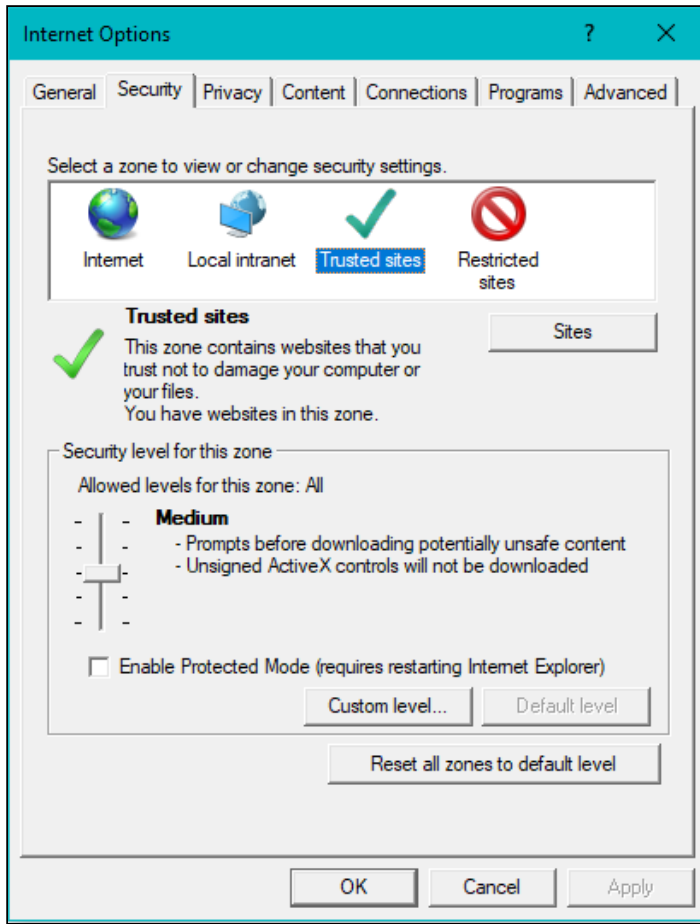 Internet Options ?
General Security Privacy Content Connections Programs Advanced
Select a zone to view or change security settings.
Internet Local intranet Trusted sites Restricted
sites
Trusted sites
Sites
This zone contains websites that you
trust not to damage your computer or
your files.
You have websites in this zone.
Security level for this zone
Allowed levels for this zone: All
Medium
- Prompts before downloading potentially unsafe content
- Unsigned ActiveX controls will not be downloaded
Enable Protected Mode (requires restarting Internet Explorer)
Custom level... Default level
Reset all zones to default level
OK Cancel Apply